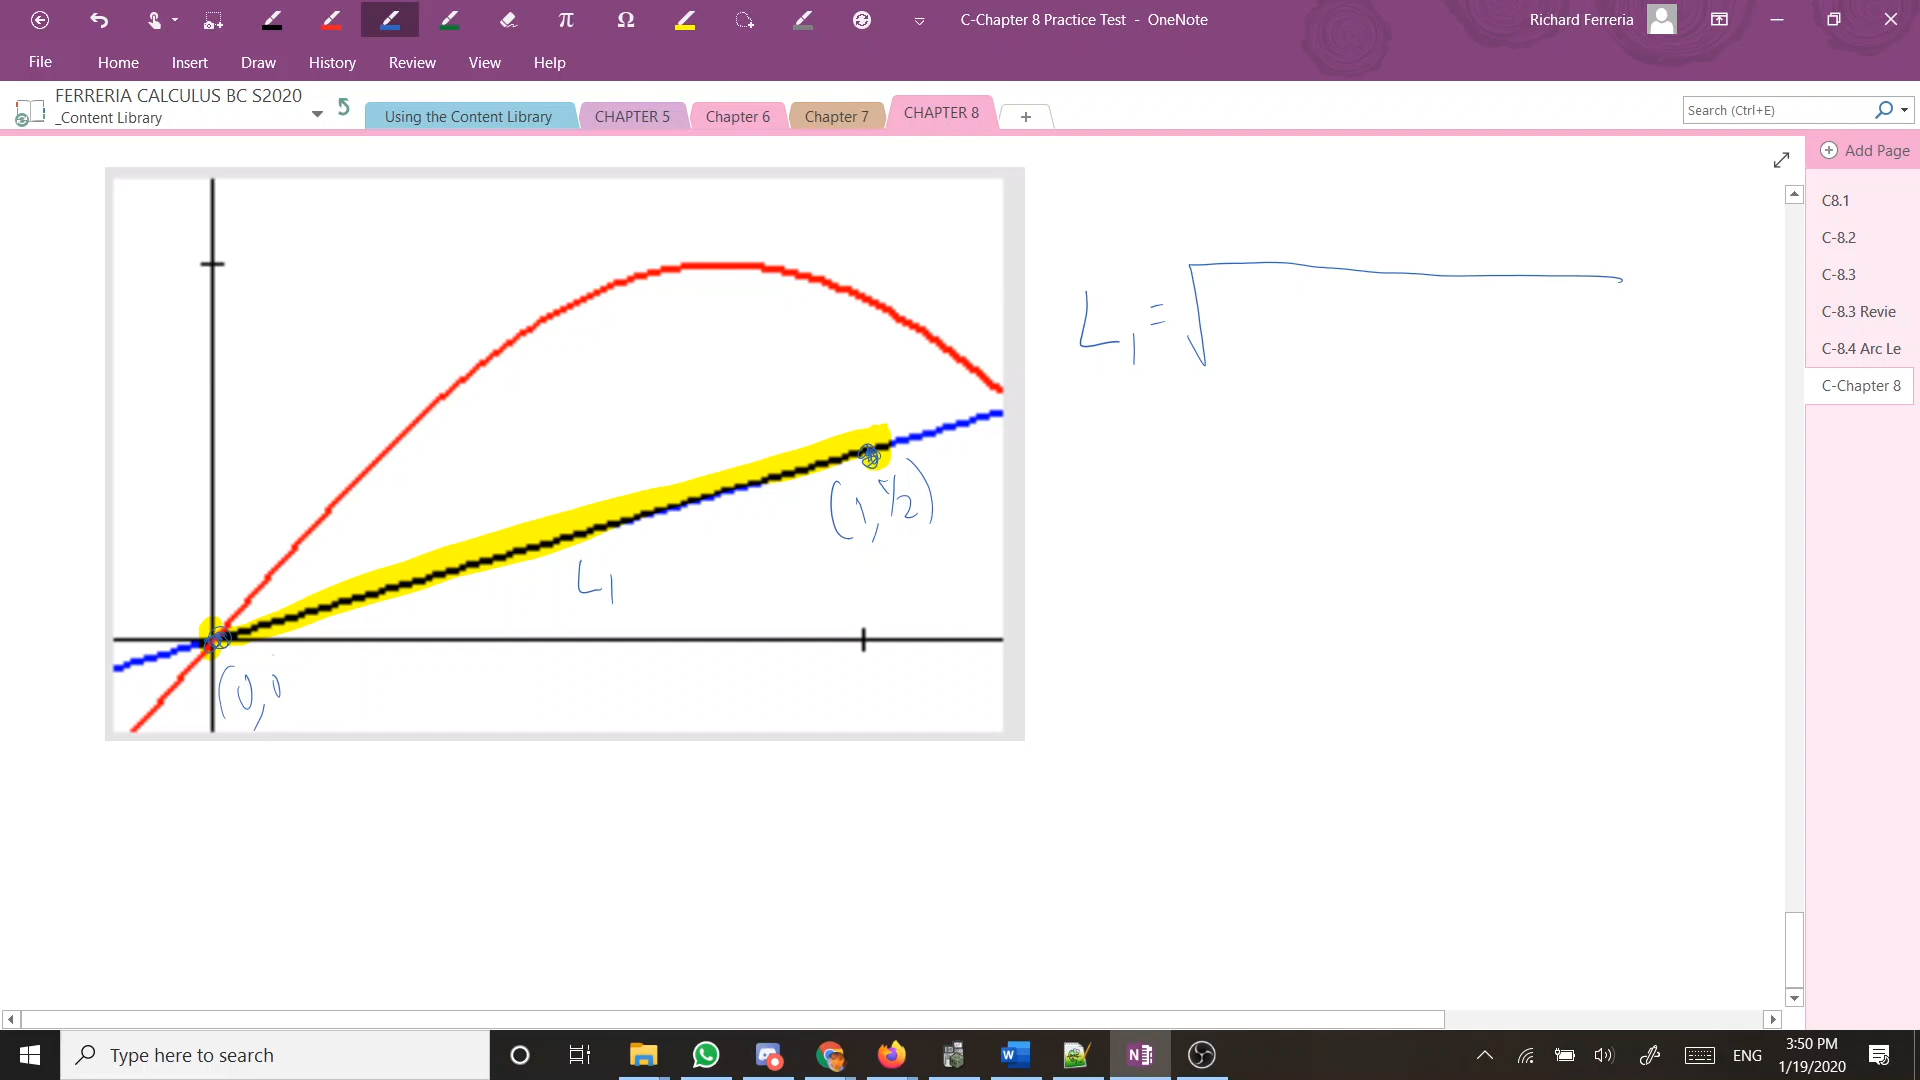 π Ω C-Chapter 8 Practice Test - OneNote Richard Ferreria
File Home Insert Draw History Review View Help
FERRERIA CALCULUS BC S2020
_Content Library
Using the Content Library CHAPTER 5 Chapter 6 Chapter 7 CHAPTER 8 +
Search (Ctrl+E)
Add Page
C8.1
C-8.2
C-8.3
C-8.3 Revie
C-8.4 Arc Le
C-Chapter 8
L1 = √
(1, 1/2)
L1
(0, 0
Type here to search
ENG
3:50 PM
1/19/2020